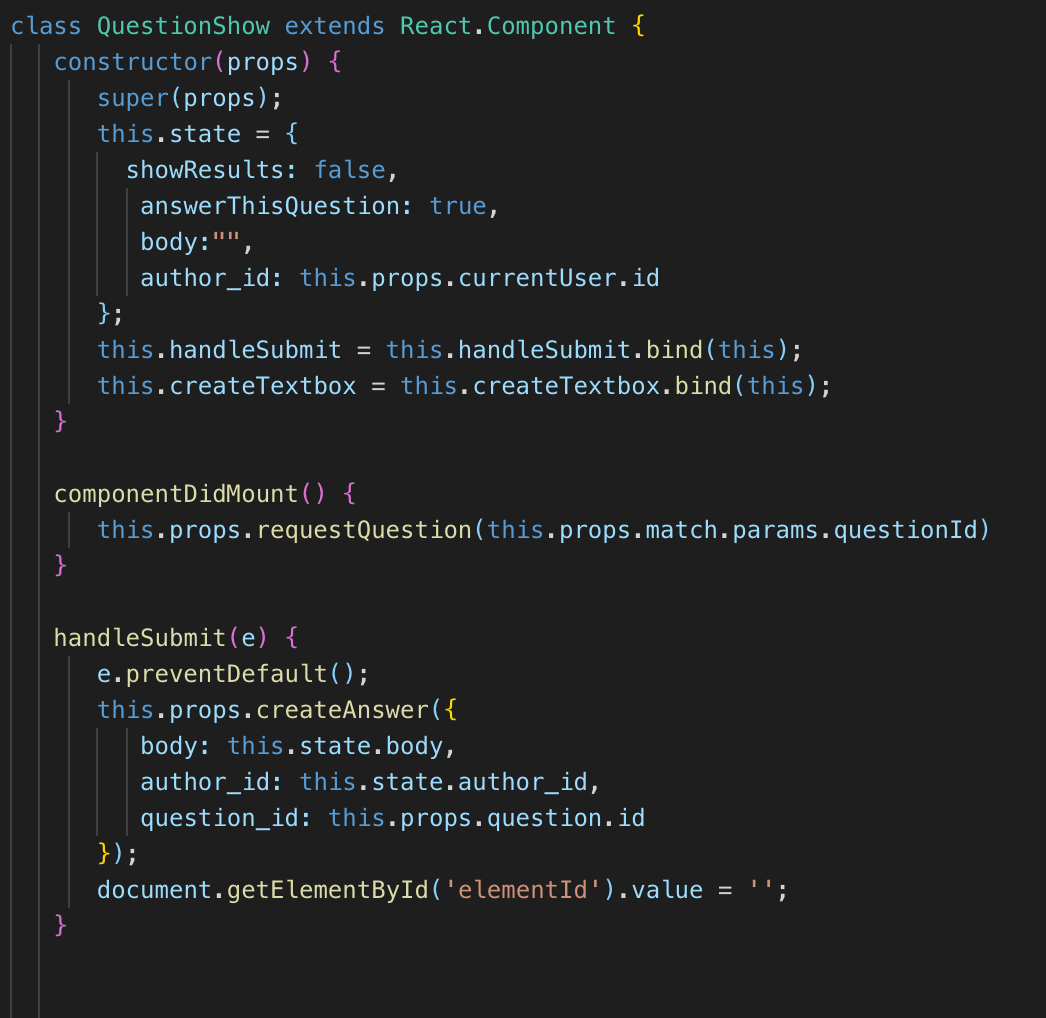 class QuestionShow extends React.Component {
constructor(props) {
super(props);
this.state = {
showResults: false,
answerThisQuestion: true,
body:"",
author_id: this.props.currentUser.id
};
this.handleSubmit = this.handleSubmit.bind(this);
this.createTextbox = this.createTextbox.bind(this);
}
componentDidMount() {
this.props.requestQuestion(this.props.match.params.questionId)
}
handleSubmit(e) {
e.preventDefault();
this.props.createAnswer({
body: this.state.body,
author_id: this.state.author_id,
question_id: this.props.question.id
});
document.getElementById('elementId').value = '';
}